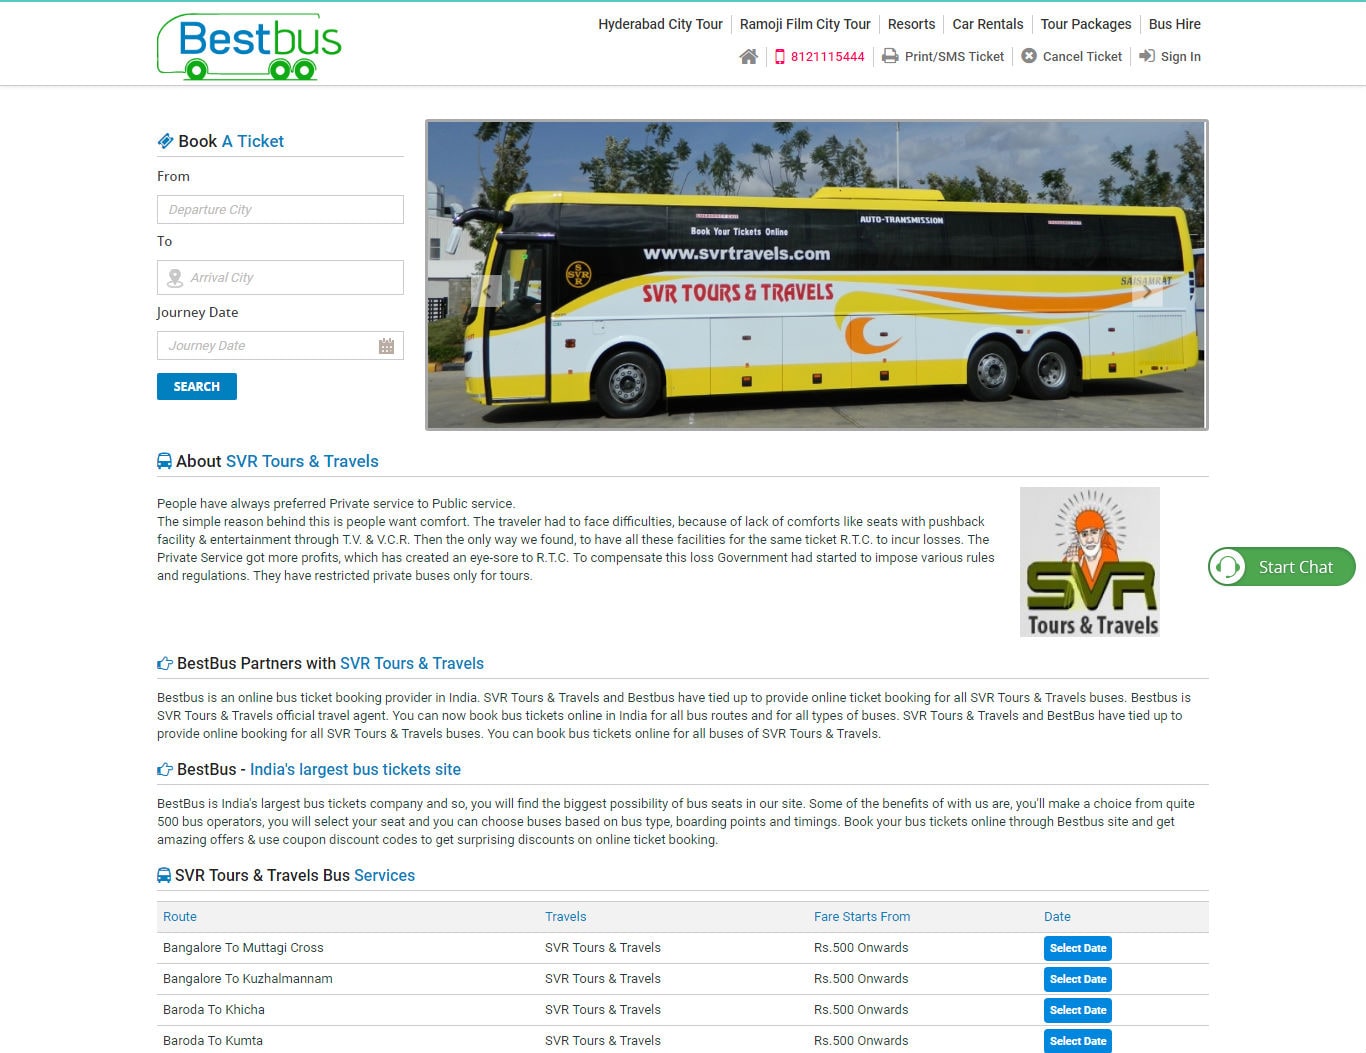 Bestbus
Hyderabad City Tour
Ramoji Film City Tour
Resorts
Car Rentals
Tour Packages
Bus Hire
8121115444
Print/SMS Ticket
Cancel Ticket
Sign In
Book A Ticket
From
Departure City
To
Arrival City
Journey Date
Journey Date
SEARCH
AUTO-TRANSMISSION
Book Your Tickets Online
www.svrtravels.com
SVR
SVR TOURS & TRAVELS
SAISAMRAT
About SVR Tours & Travels
People have always preferred Private service to Public service.
The simple reason behind this is people want comfort. The traveler had to face difficulties, because of lack of comforts like seats with pushback
facility & entertainment through T.V. & V.C.R. Then the only way we found, to have all these facilities for the same ticket R.T.C. to incur losses. The
Private Service got more profits, which has created an eye-sore to R.T.C. To compensate this loss Government had started to impose various rules
and regulations. They have restricted private buses only for tours.
SVR
Tours & Travels
Start Chat
BestBus Partners with SVR Tours & Travels
Bestbus is an online bus ticket booking provider in India. SVR Tours & Travels and Bestbus have tied up to provide online ticket booking for all SVR Tours & Travels buses. Bestbus is
SVR Tours & Travels official travel agent. You can now book bus tickets online in India for all bus routes and for all types of buses. SVR Tours & Travels and BestBus have tied up to
provide online booking for all SVR Tours & Travels buses. You can book bus tickets online for all buses of SVR Tours & Travels.
BestBus - India's largest bus tickets site
BestBus is India's largest bus tickets company and so, you will find the biggest possibility of bus seats in our site. Some of the benefits of with us are, you'll make a choice from quite
500 bus operators, you will select your seat and you can choose buses based on bus type, boarding points and timings. Book your bus tickets online through Bestbus site and get
amazing offers & use coupon discount codes to get surprising discounts on online ticket booking.
SVR Tours & Travels Bus Services
Route Travels Fare Starts From Date
Bangalore To Muttagi Cross SVR Tours & Travels Rs.500 Onwards Select Date
Bangalore To Kuzhalmannam SVR Tours & Travels Rs.500 Onwards Select Date
Baroda To Khicha SVR Tours & Travels Rs.500 Onwards Select Date
Baroda To Kumta SVR Tours & Travels Rs.500 Onwards Select Date